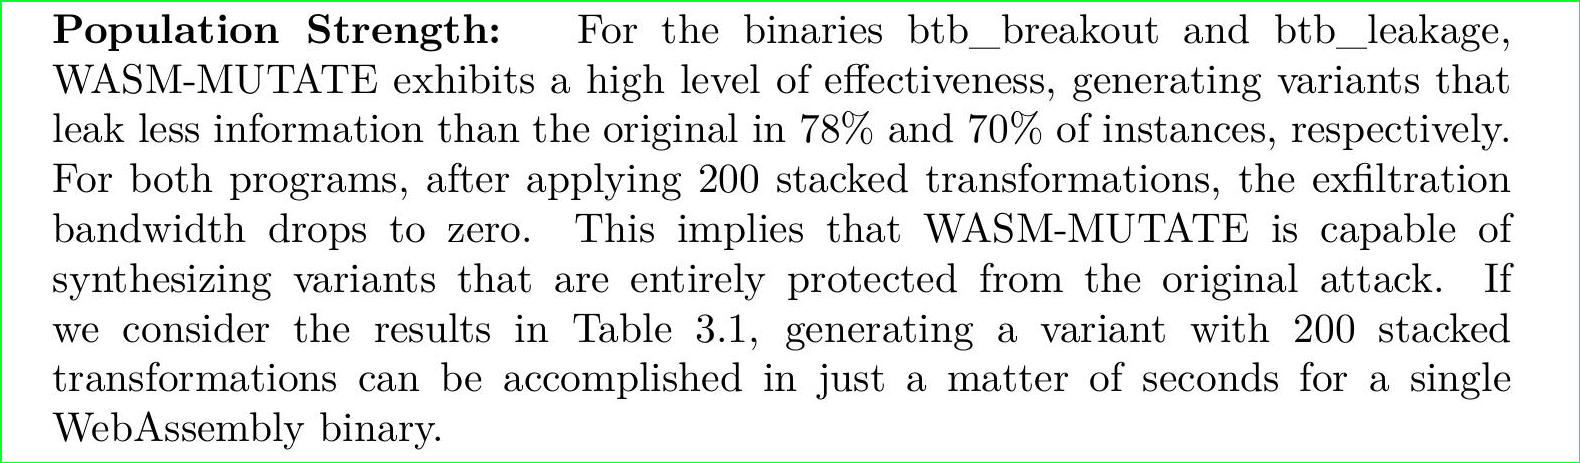 Population Strength: For the binaries btb_breakout and btb_leakage,
WASM-MUTATE exhibits a high level of effectiveness, generating variants that
leak less information than the original in 78% and 70% of instances, respectively.
For both programs, after applying 200 stacked transformations, the exfiltration
bandwidth drops to zero. This implies that WASM-MUTATE is capable of
synthesizing variants that are entirely protected from the original attack. If
we consider the results in Table 3.1, generating a variant with 200 stacked
transformations can be accomplished in just a matter of seconds for a single
WebAssembly binary.